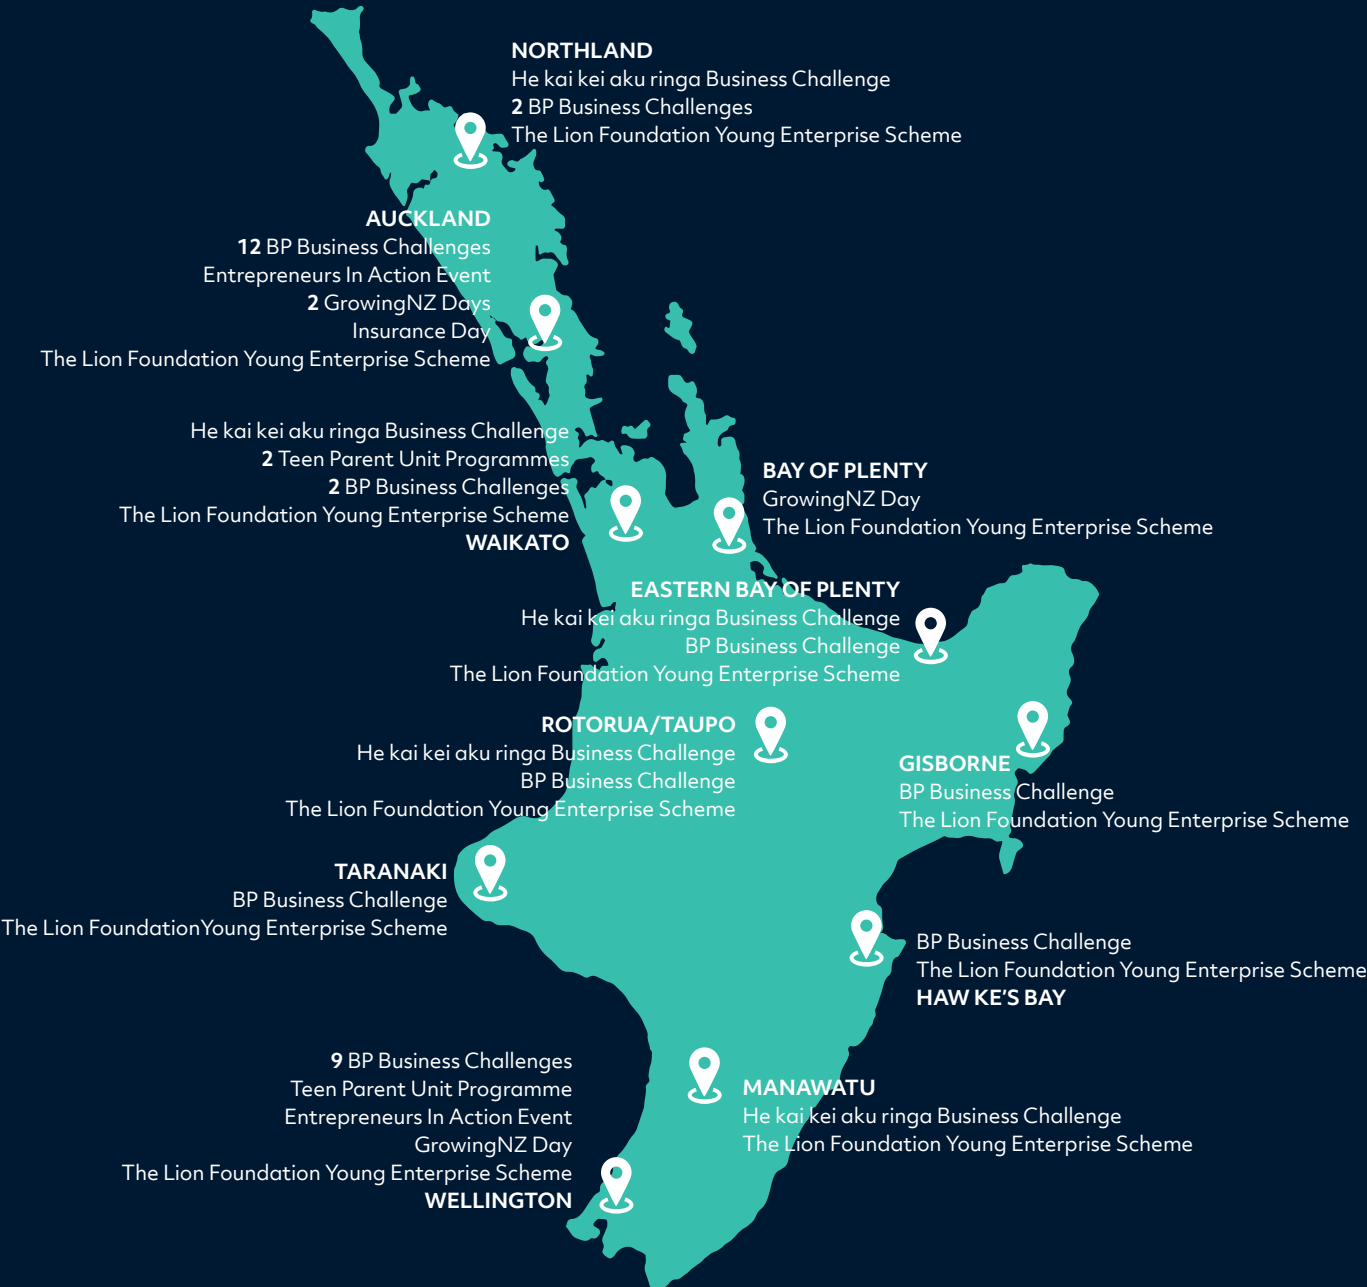 NORTHLAND
He kai kei aku ringa Business Challenge
2 BP Business Challenges
The Lion Foundation Young Enterprise Scheme
AUCKLAND
12 BP Business Challenges
Entrepreneurs In Action Event
2 GrowingNZ Days
Insurance Day
The Lion Foundation Young Enterprise Scheme
He kai kei aku ringa Business Challenge
2 Teen Parent Unit Programmes
2 BP Business Challenges
The Lion Foundation Young Enterprise Scheme
WAIKATO
BAY OF PLENTY
GrowingNZ Day
The Lion Foundation Young Enterprise Scheme
EASTERN BAY OF PLENTY
He kai kei aku ringa Business Challenge
BP Business Challenge
The Lion Foundation Young Enterprise Scheme
ROTORUA/TAUPO
He kai kei aku ringa Business Challenge
BP Business Challenge
The Lion Foundation Young Enterprise Scheme
GISBORNE
BP Business Challenge
The Lion Foundation Young Enterprise Scheme
TARANAKI
BP Business Challenge
The Lion FoundationYoung Enterprise Scheme
BP Business Challenge
The Lion Foundation Young Enterprise Scheme
HAW KE'S BAY
9 BP Business Challenges
Teen Parent Unit Programme
Entrepreneurs In Action Event
GrowingNZ Day
The Lion Foundation Young Enterprise Scheme
WELLINGTON
MANAWATU
He kai kei aku ringa Business Challenge
The Lion Foundation Young Enterprise Scheme